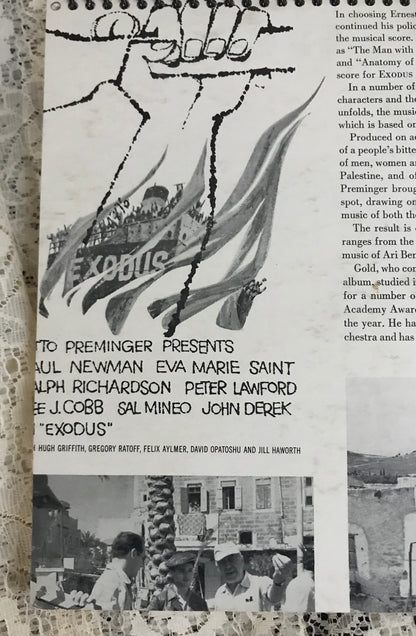 EXODUS
TTO PREMINGER PRESENTS
AUL NEWMAN EVA MARIE SAINT
ALPH RICHARDSON PETER LAWFORD
EE J. COBB SAL MINEO JOHN DEREK
"EXODUS"
H HUGH GRIFFITH, GREGORY RATOFF, FELIX AYLMER, DAVID OPATOSHU AND JILL HAWORTH
In choosing Ernes
continued his polic
the musical score.
as "The Man with
and "Anatomy of
score for EXODUS
In a number of
characters and the
unfolds, the music
which is based on
Produced on ac
of a people's bitte
of men, women a
Palestine, and of
Preminger broug
spot, drawing on
music of both the
The result is
ranges from the
music of Ari Ben
Gold, who con
album, studied i
for a number o
Academy Awar
the year. He ha
chestra and has